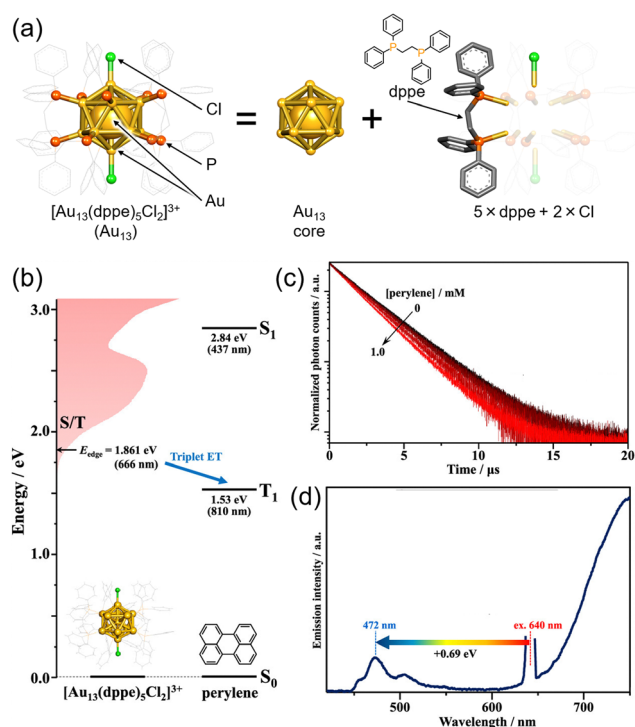 (a)
Cl
P
Au
[Au13(dppe)5Cl2]3+
(Au13)
=
Au13
core
+
P
P
dppe
5 × dppe + 2 × Cl
(b)
Energy / eV
3.0
2.0
1.0
0.0
S/T
Eedge = 1.861 eV
(666 nm)
Triplet ET
S1
2.84 eV
(437 nm)
T1
1.53 eV
(810 nm)
S0
[Au13(dppe)5Cl2]3+
perylene
(c)
Normalized photon counts / a.u.
[perylene] / mM
0
1.0
0
5
10
15
20
Time / μs
(d)
Emission intensity / a.u.
472 nm
ex. 640 nm
+0.69 eV
500
600
700
Wavelength / nm